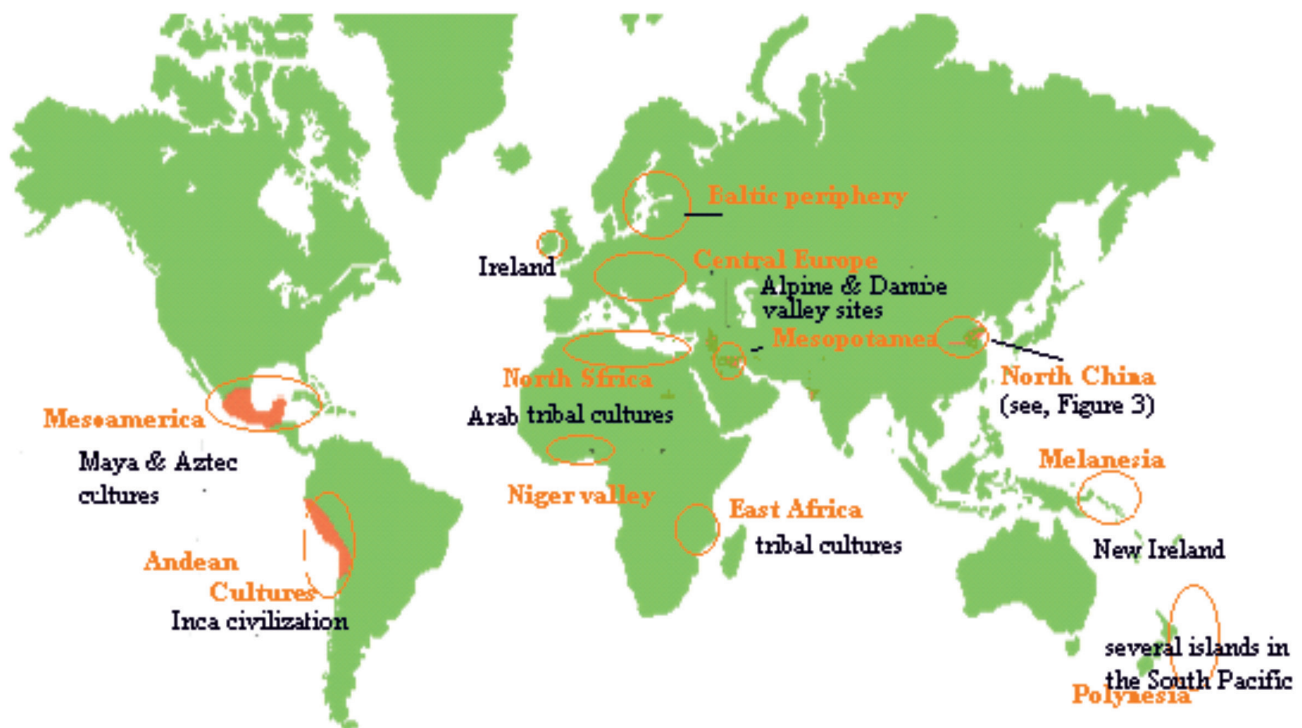 Baltic periphery
Ireland
Central Europe
Alpine & Danube
valley sites
Mesopotamea
North Sfrica
Arab tribal cultures
North China
(see, Figure 3)
Mesoamerica
Maya & Aztec
cultures
Niger valley
East Africa
tribal cultures
Melanesia
New Ireland
Andean
Cultures
Inca civilization
several islands in
the South Pacific
Polynesia